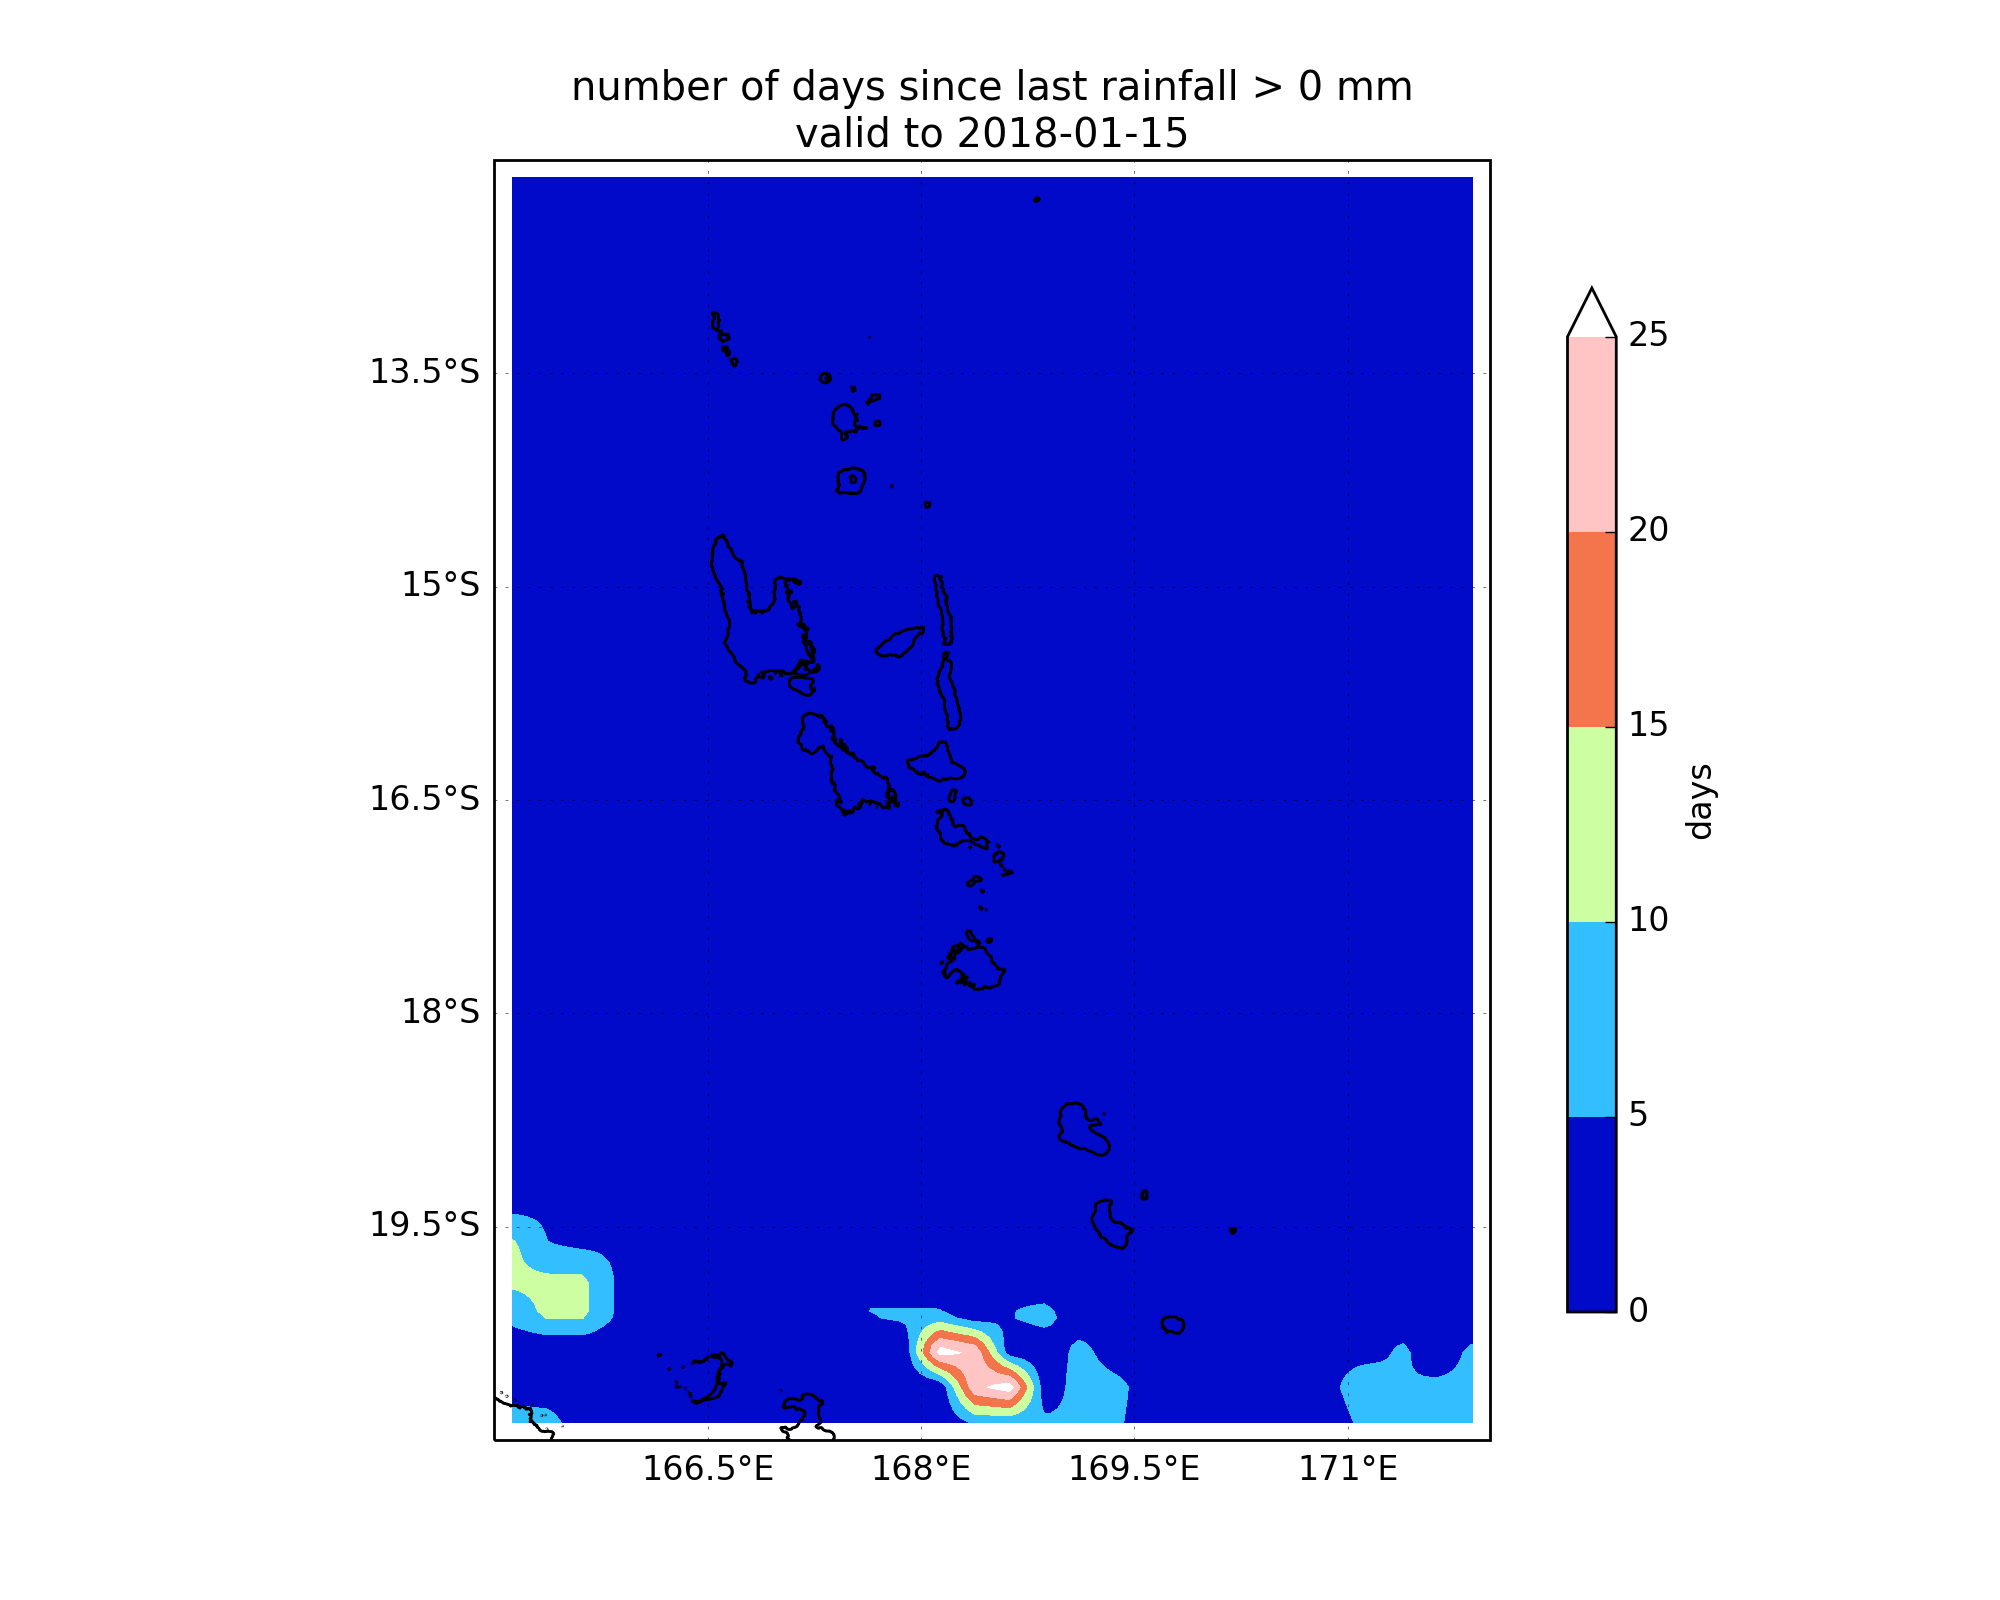 number of days since last rainfall > 0 mm
valid to 2018-01-15
13.5°S
15°S
16.5°S
18°S
19.5°S
166.5°E
168°E
169.5°E
171°E
25
20
15
10
5
0
days